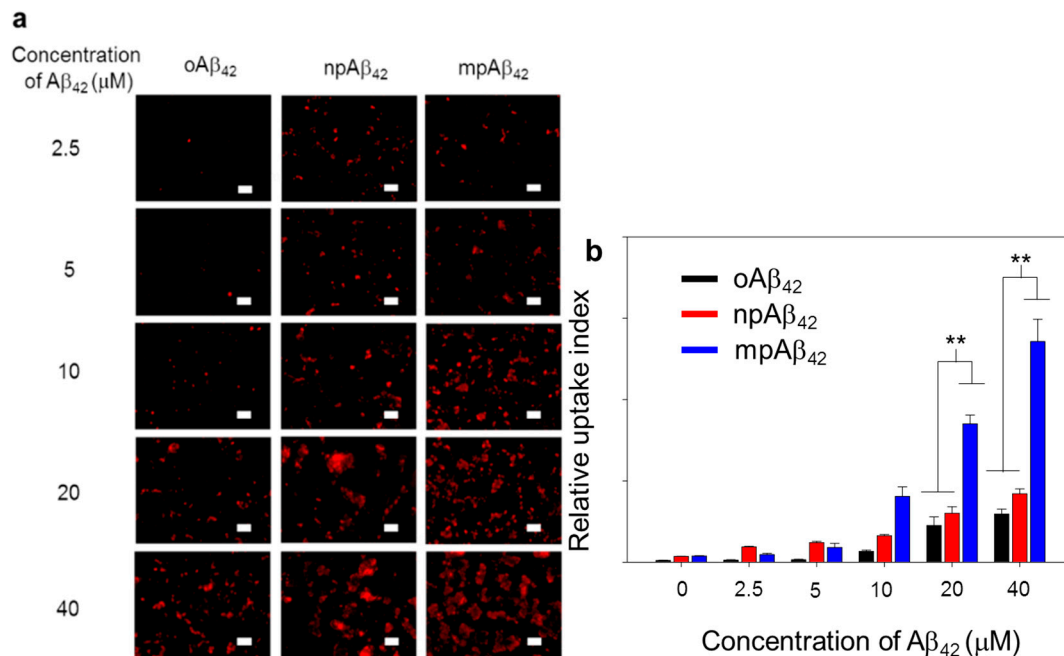 a
Concentration
of Aβ₄₂ (μM)
oAβ₄₂ npAβ₄₂ mpAβ₄₂
2.5
5
10
20
40
b
oAβ₄₂
npAβ₄₂
mpAβ₄₂
**
**
Relative uptake index
0 2.5 5 10 20 40
Concentration of Aβ₄₂ (μM)